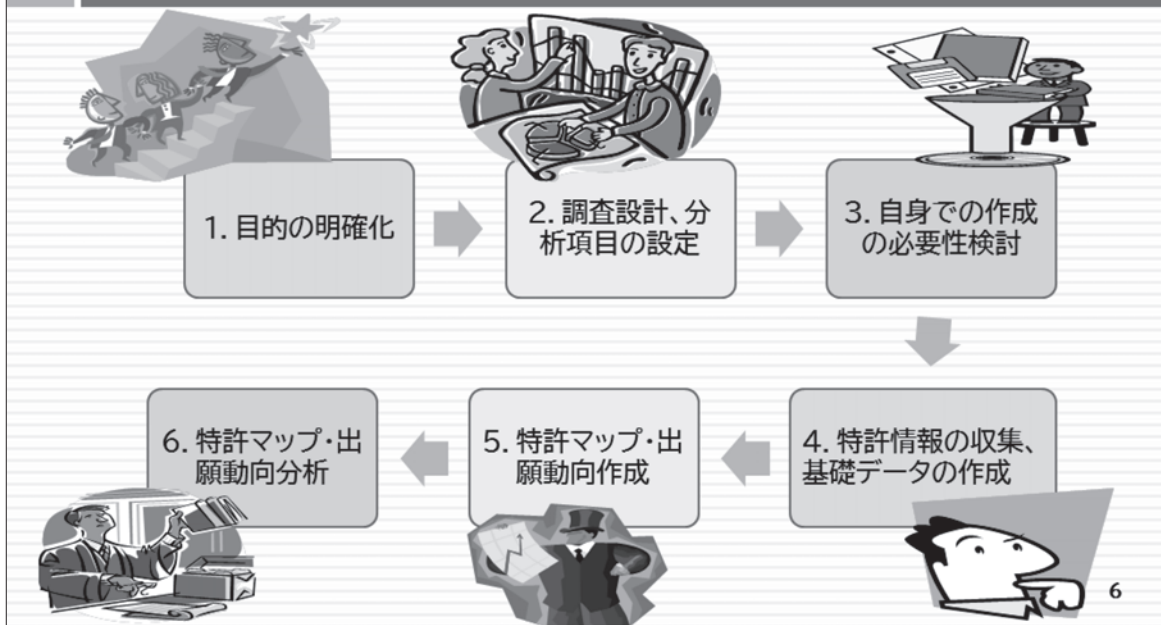 1. 目的の明確化
2. 調査設計、分
析項目の設定
3. 自身での作成
の必要性検討
4. 特許情報の収集、
基礎データの作成
5. 特許マップ・出
願動向作成
6. 特許マップ・出
願動向分析
6